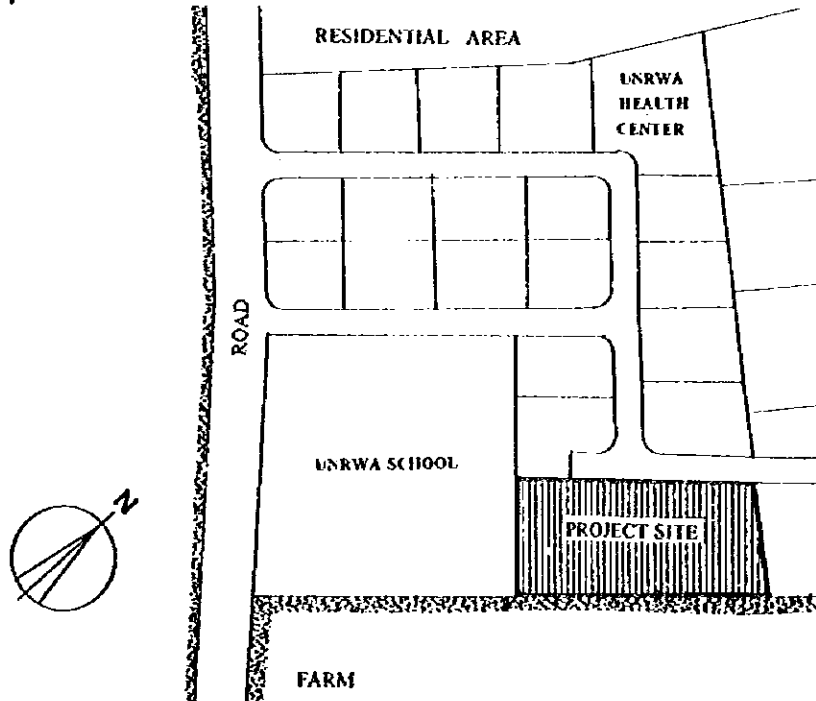 RESIDENTIAL AREA
UNRWA
HEALTH
CENTER
ROAD
UNRWA SCHOOL
N
PROJECT SITE
FARM